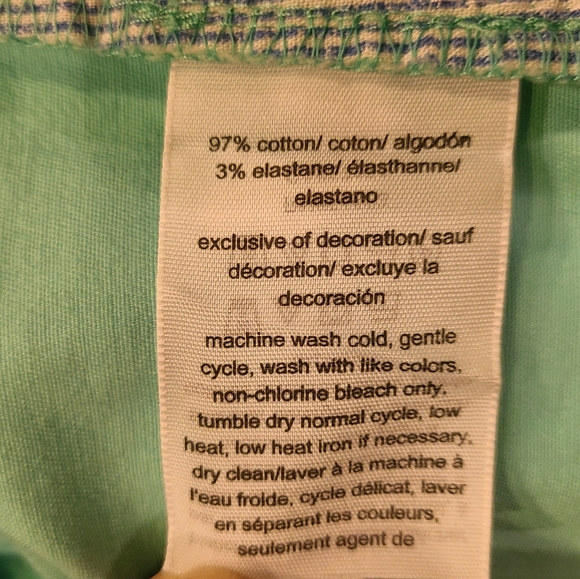 97% cotton/ coton/ algodón
3% elastane/ élasthanne/
elastano
exclusive of decoration/ sauf
décoration/ excluye la
decoración
machine wash cold, gentle
cycle, wash with like colors,
non-chlorine bleach only,
tumble dry normal cycle, low
heat, low heat iron if necessary,
dry clean/laver à la machine à
l'eau froide, cycle délicat, laver
en séparant les couleurs,
seulement agent de